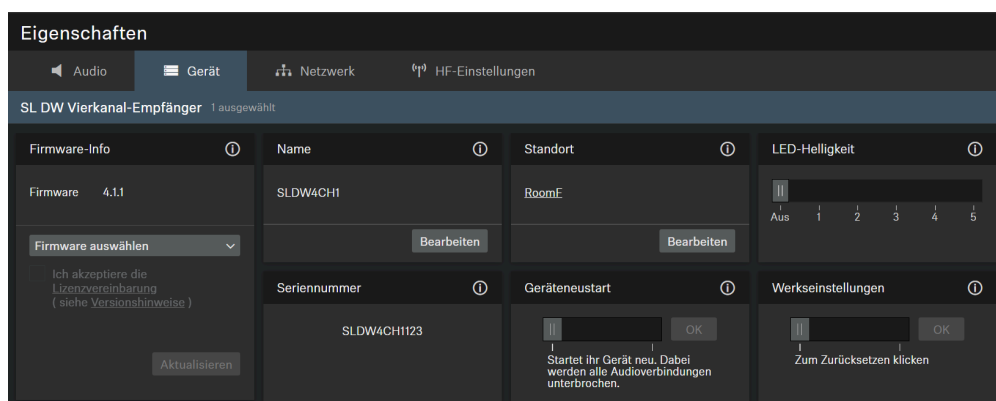 Eigenschaften
Audio
Gerät
Netzwerk
HF-Einstellungen
SL DW Vierkanal-Empfänger 1 ausgewählt
Firmware-Info
Firmware 4.1.1
Firmware auswählen
Ich akzeptiere die
Lizenzvereinbarung
( siehe Versionshinweise )
Aktualisieren
Name
SLDW4CH1
Bearbeiten
Standort
RoomF
Bearbeiten
LED-Helligkeit
Aus 1 2 3 4 5
Seriennummer
SLDW4CH1123
Geräteneustart
OK
Startet ihr Gerät neu. Dabei
werden alle Audioverbindungen
unterbrochen.
Werkseinstellungen
OK
Zum Zurücksetzen klicken